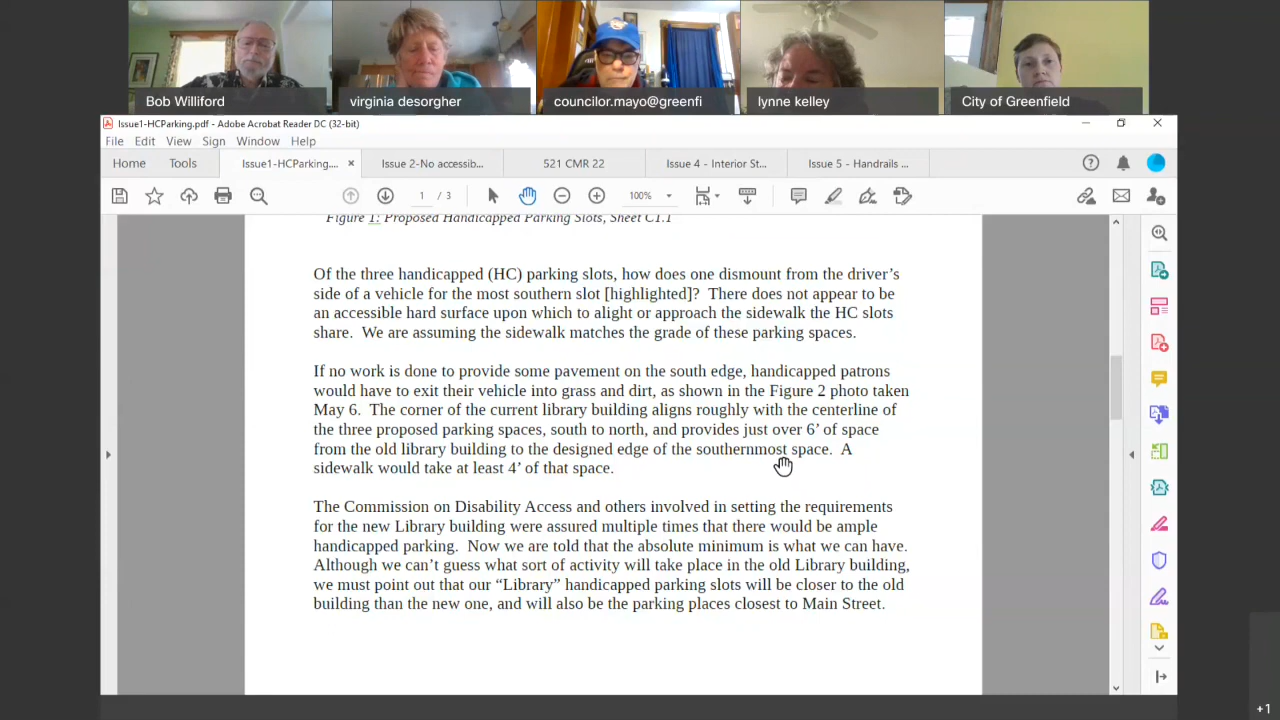 Bob Williford
virginia desorgher
councilor.mayo@greenfi
lynne kelley
City of Greenfield
Issue1-HCParking.pdf - Adobe Acrobat Reader DC (32-bit)
File Edit View Sign Window Help
Home Tools Issue1-HCParking.... × Issue 2-No accessib... 521 CMR 22 Issue 4 - Interior St... Issue 5 - Handrails ...
1 / 3 100%
Figure 1: Proposed Handicapped Parking Slots, Sheet C1.1
Of the three handicapped (HC) parking slots, how does one dismount from the driver's
side of a vehicle for the most southern slot [highlighted]? There does not appear to be
an accessible hard surface upon which to alight or approach the sidewalk the HC slots
share. We are assuming the sidewalk matches the grade of these parking spaces.
If no work is done to provide some pavement on the south edge, handicapped patrons
would have to exit their vehicle into grass and dirt, as shown in the Figure 2 photo taken
May 6. The corner of the current library building aligns roughly with the centerline of
the three proposed parking spaces, south to north, and provides just over 6' of space
from the old library building to the designed edge of the southernmost space. A
sidewalk would take at least 4' of that space.
The Commission on Disability Access and others involved in setting the requirements
for the new Library building were assured multiple times that there would be ample
handicapped parking. Now we are told that the absolute minimum is what we can have.
Although we can't guess what sort of activity will take place in the old Library building,
we must point out that our “Library” handicapped parking slots will be closer to the old
building than the new one, and will also be the parking places closest to Main Street.
+1